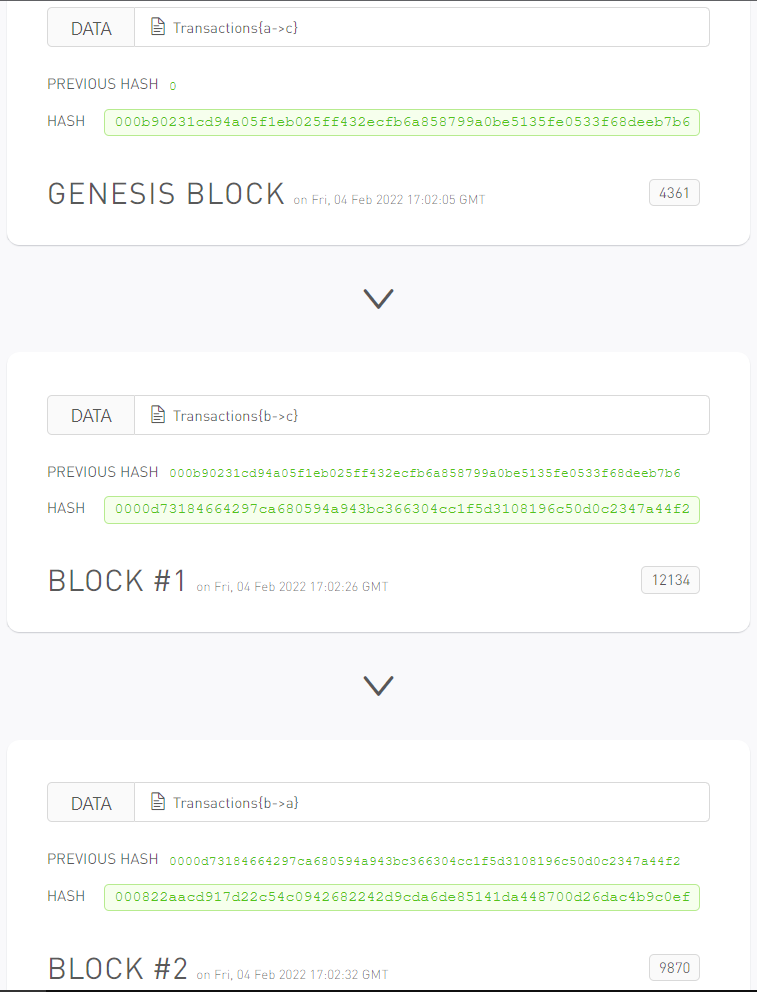 DATA Transactions{a->c}
PREVIOUS HASH 0
HASH 000b90231cd94a05f1eb025ff432ecfb6a858799a0be5135fe0533f68deeb7b6
GENESIS BLOCK on Fri, 04 Feb 2022 17:02:05 GMT 4361
DATA Transactions{b->c}
PREVIOUS HASH 000b90231cd94a05f1eb025ff432ecfb6a858799a0be5135fe0533f68deeb7b6
HASH 0000d73184664297ca680594a943bc366304cc1f5d3108196c50d0c2347a44f2
BLOCK #1 on Fri, 04 Feb 2022 17:02:26 GMT 12134
DATA Transactions{b->a}
PREVIOUS HASH 0000d73184664297ca680594a943bc366304cc1f5d3108196c50d0c2347a44f2
HASH 000822aacd917d22c54c0942682242d9cda6de85141da448700d26dac4b9c0ef
BLOCK #2 on Fri, 04 Feb 2022 17:02:32 GMT 9870